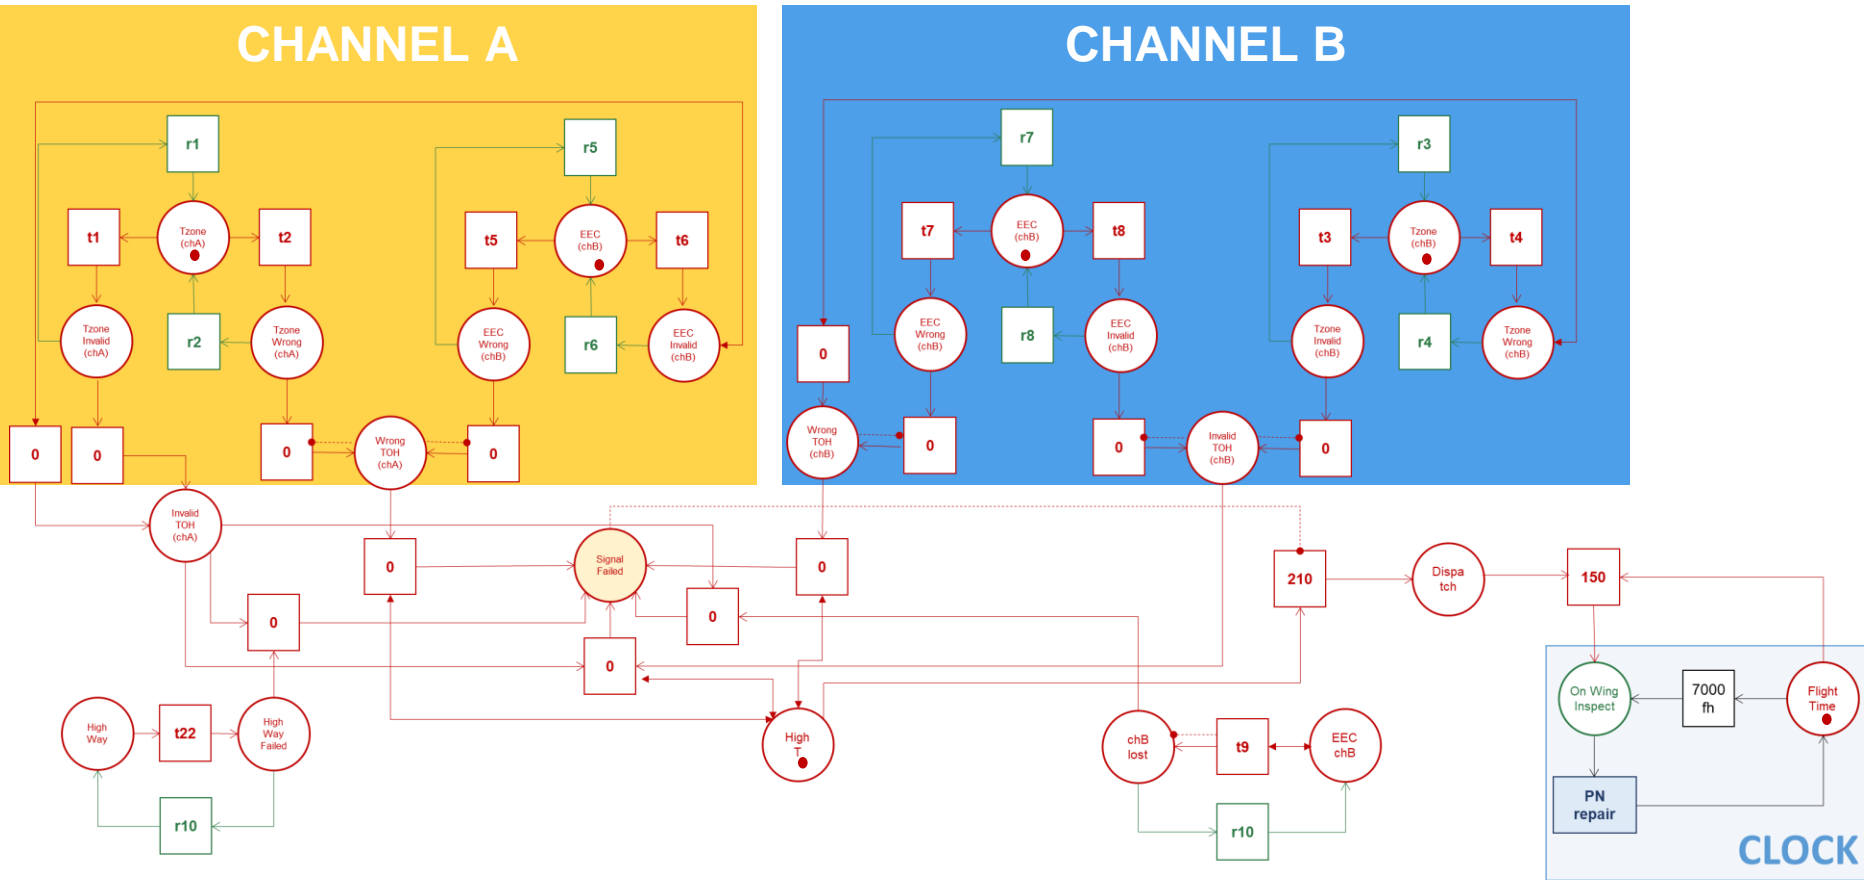 CHANNEL A
CHANNEL B
r1
r5
r7
r3
t1
Tzone
(chA)
t2
t5
EEC
(chB)
t6
t7
EEC
(chB)
t8
t3
Tzone
(chB)
t4
Tzone
Invalid
(chA)
r2
Tzone
Wrong
(chA)
EEC
Wrong
(chB)
r6
EEC
Invalid
(chB)
0
EEC
Wrong
(chB)
r8
EEC
Invalid
(chB)
Tzone
Invalid
(chB)
r4
Tzone
Wrong
(chB)
0
0
0
Wrong
TOH
(chA)
0
Wrong
TOH
(chB)
0
0
Invalid
TOH
(chB)
0
Invalid
TOH
(chA)
0
Signal
Failed
0
210
Dispa
tch
150
0
0
0
High
Way
t22
High
Way
Failed
High
T
chB
lost
t9
EEC
chB
On Wing
Inspect
7000
fh
Flight
Time
r10
r10
PN
repair
CLOCK